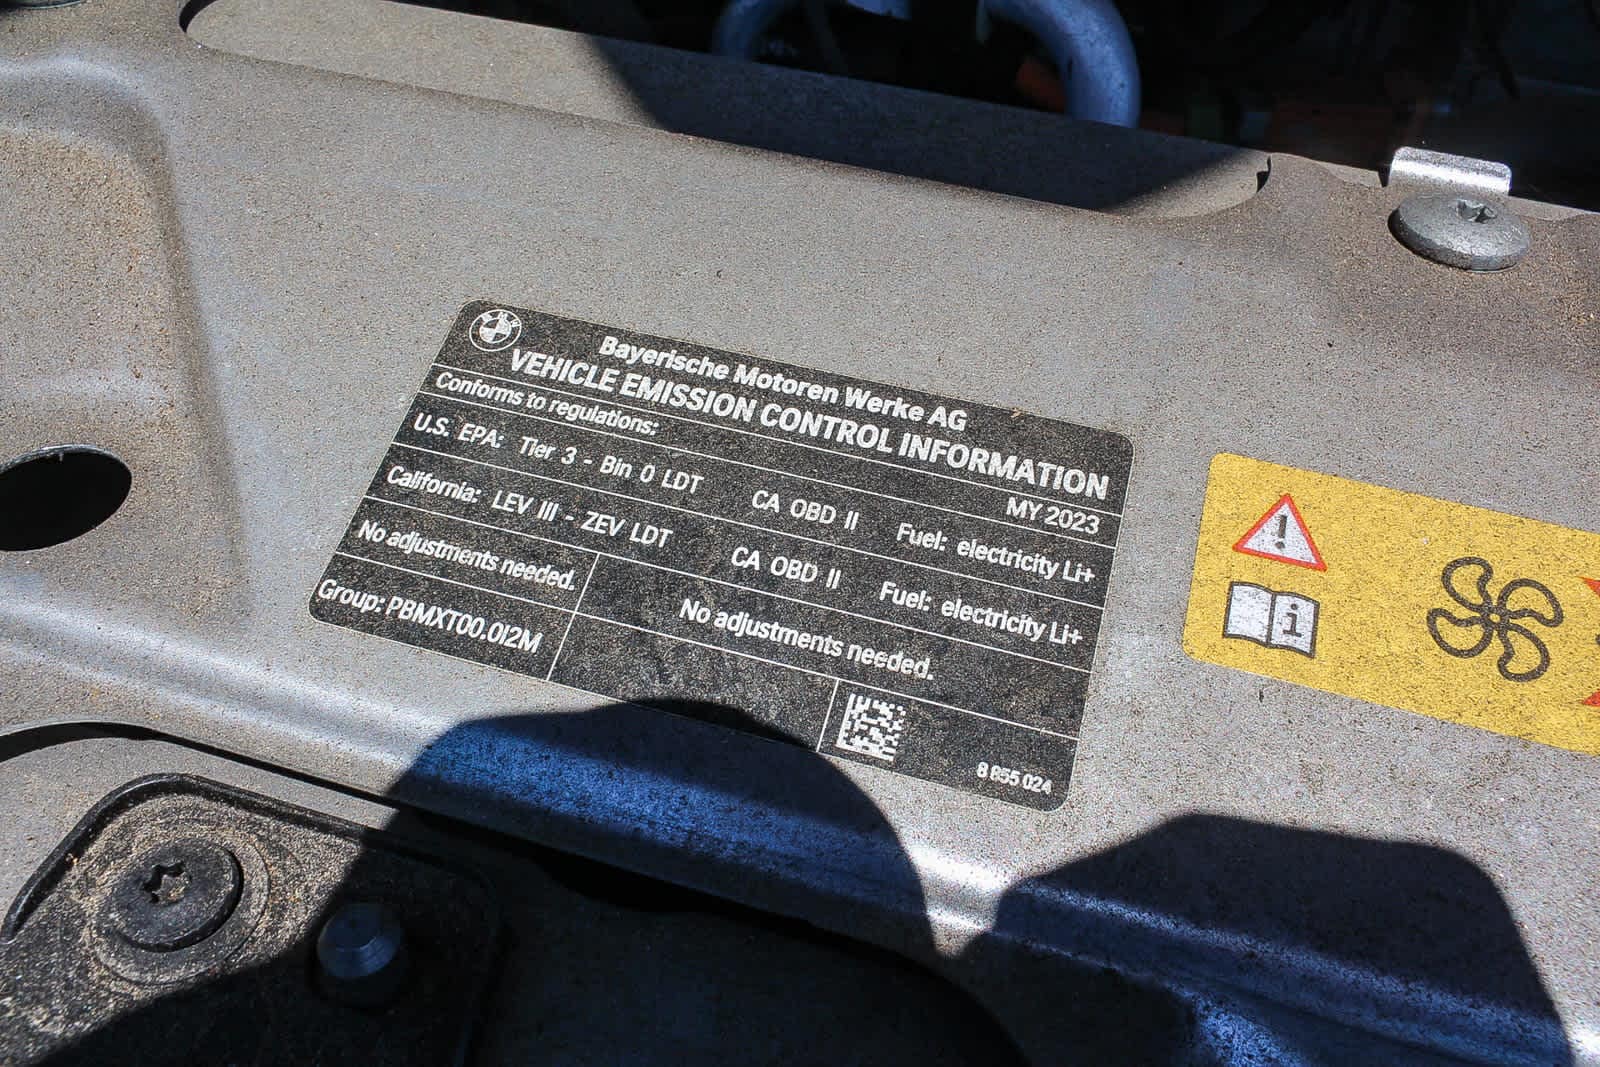 BMW
Bayerische Motoren Werke AG
VEHICLE EMISSION CONTROL INFORMATION
Conforms to regulations:
MY 2023
U.S. EPA: Tier 3 - Bin 0 LDT CA OBD II Fuel: electricity Li+
California: LEV III - ZEV LDT CA OBD II Fuel: electricity Li+
No adjustments needed.
No adjustments needed.
Group: PBMXT00.0I2M
8 855 024
!
i